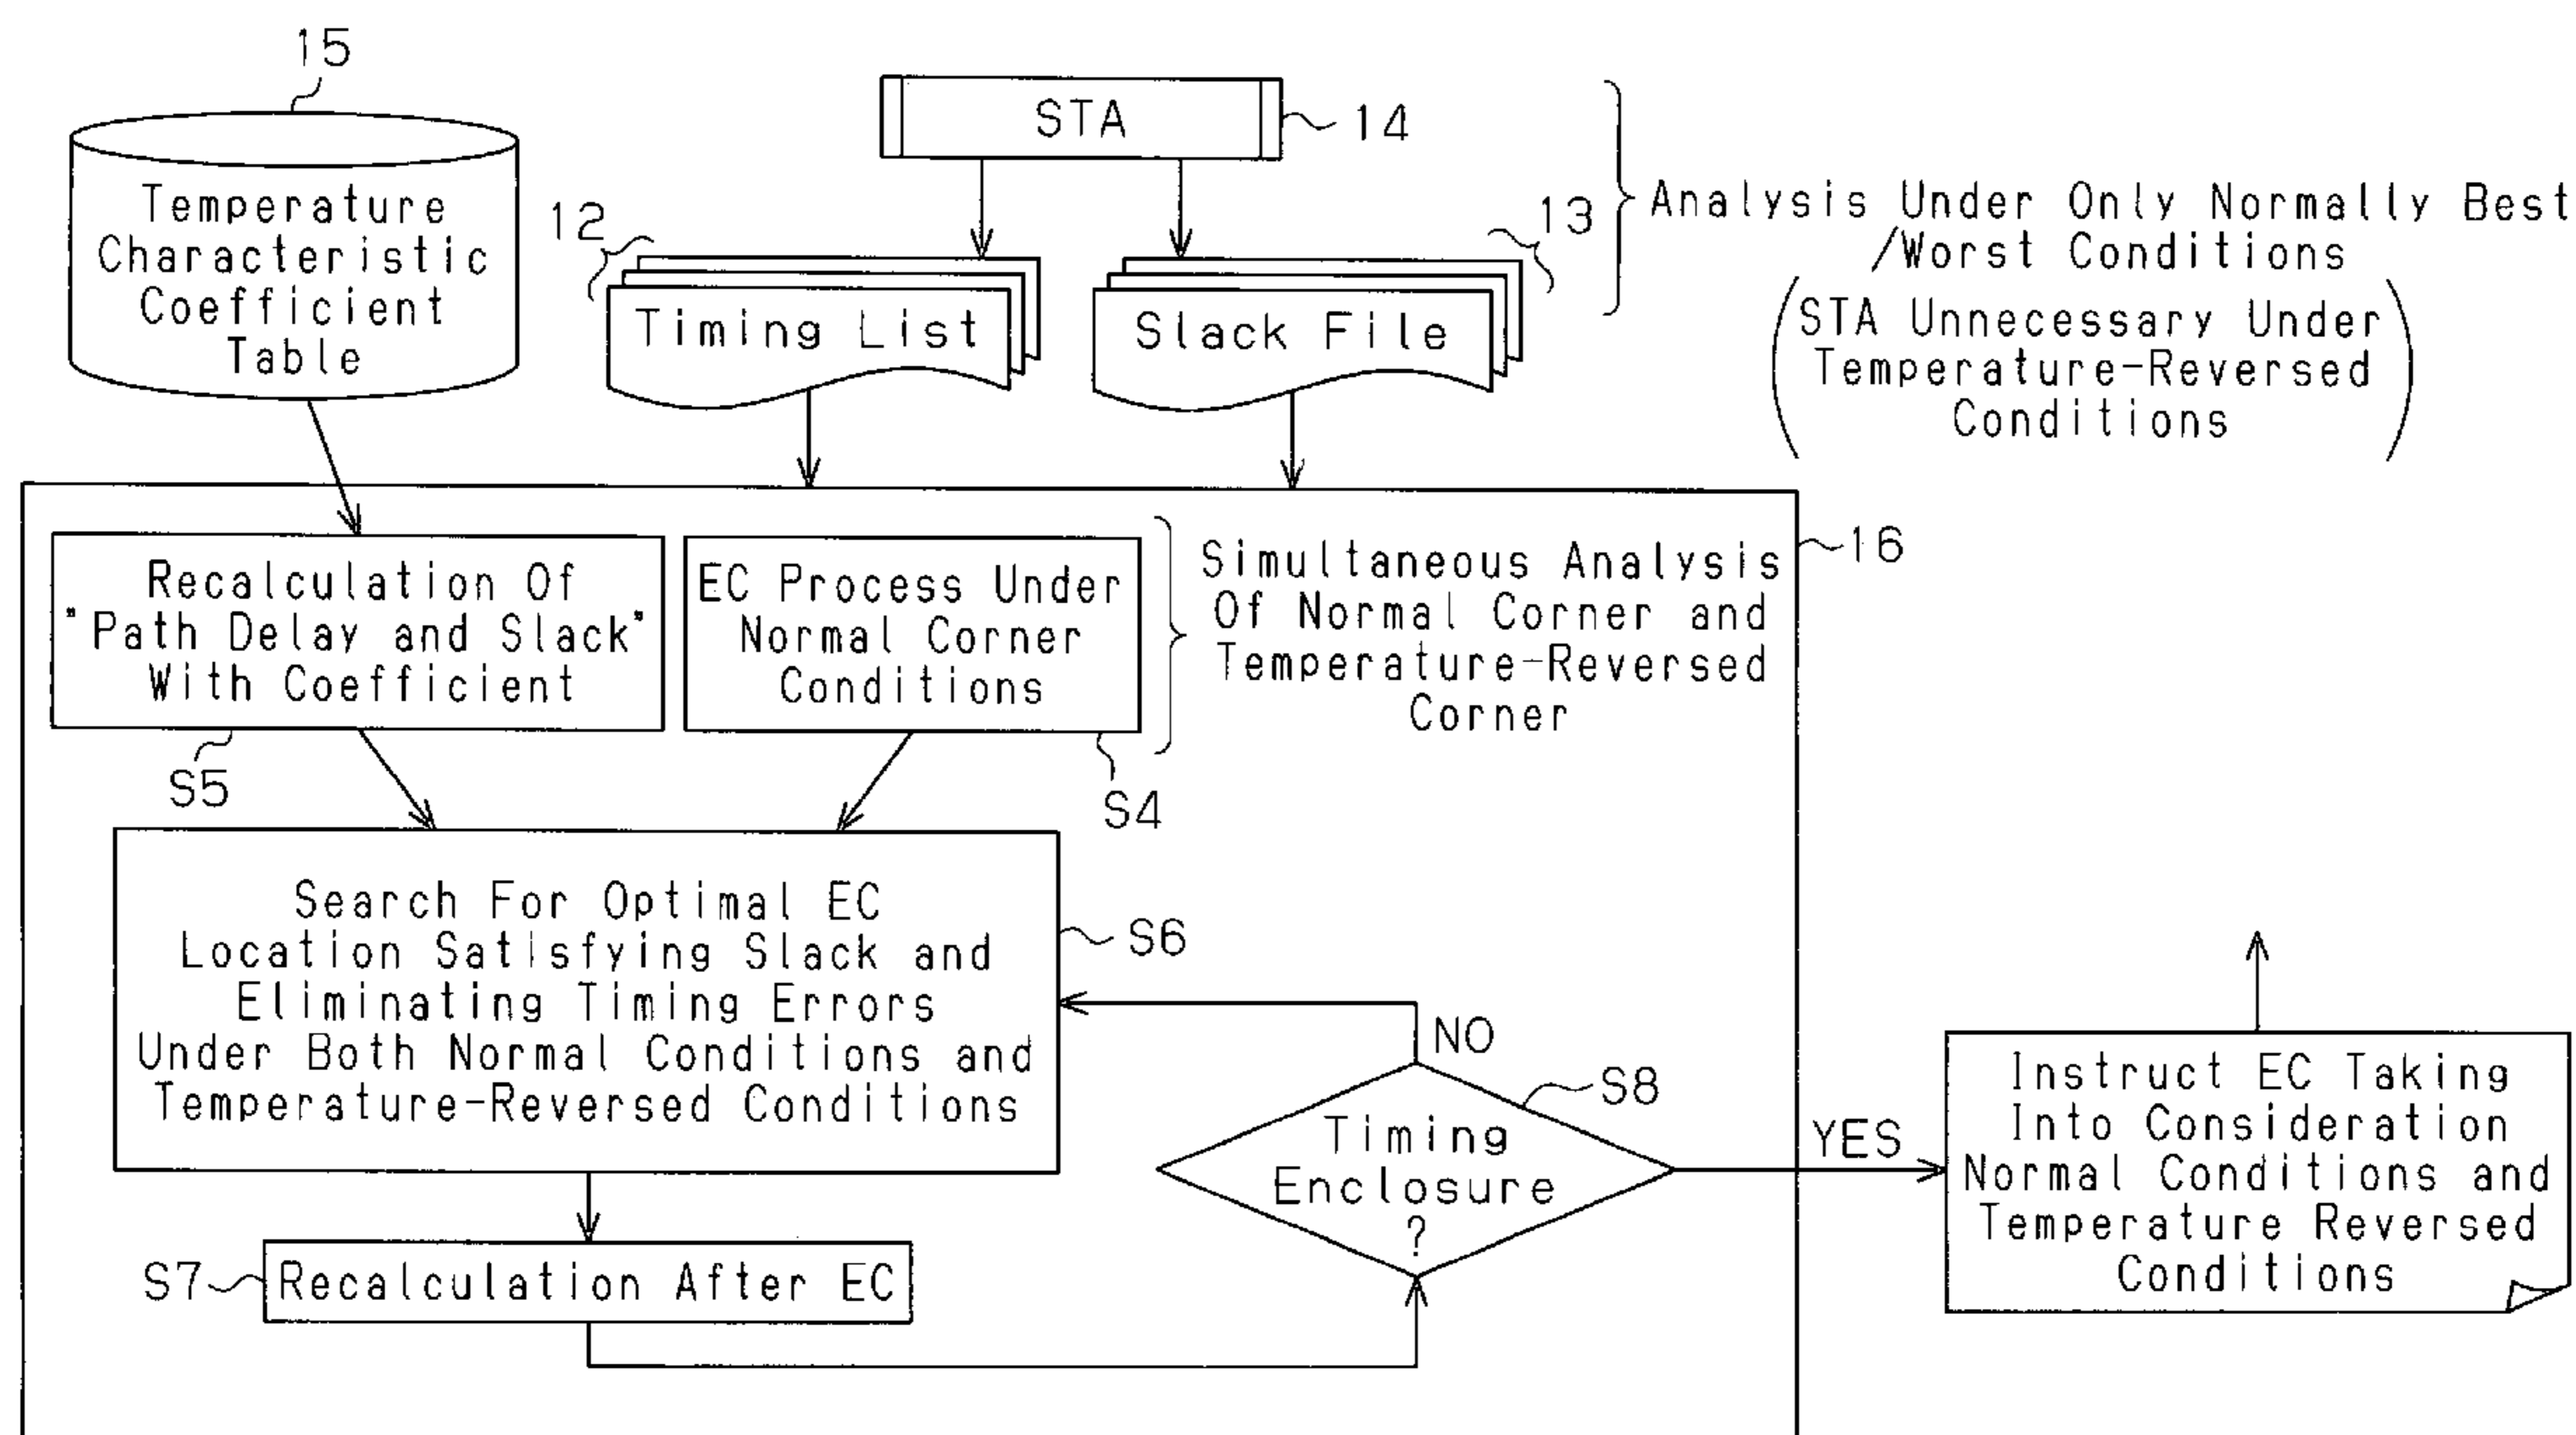 15
Temperature
Characteristic
Coefficient
Table
STA
14
12
Timing List
13
Slack File
Analysis Under Only Normally Best
/Worst Conditions
(STA Unnecessary Under
Temperature-Reversed
Conditions)
16
Recalculation Of
"Path Delay and Slack"
With Coefficient
S5
EC Process Under
Normal Corner
Conditions
S4
Simultaneous Analysis
Of Normal Corner and
Temperature-Reversed
Corner
Search For Optimal EC
Location Satisfying Slack and
Eliminating Timing Errors
Under Both Normal Conditions and
Temperature-Reversed Conditions
S6
S7
Recalculation After EC
NO
S8
Timing
Enclosure
?
YES
Instruct EC Taking
Into Consideration
Normal Conditions and
Temperature Reversed
Conditions